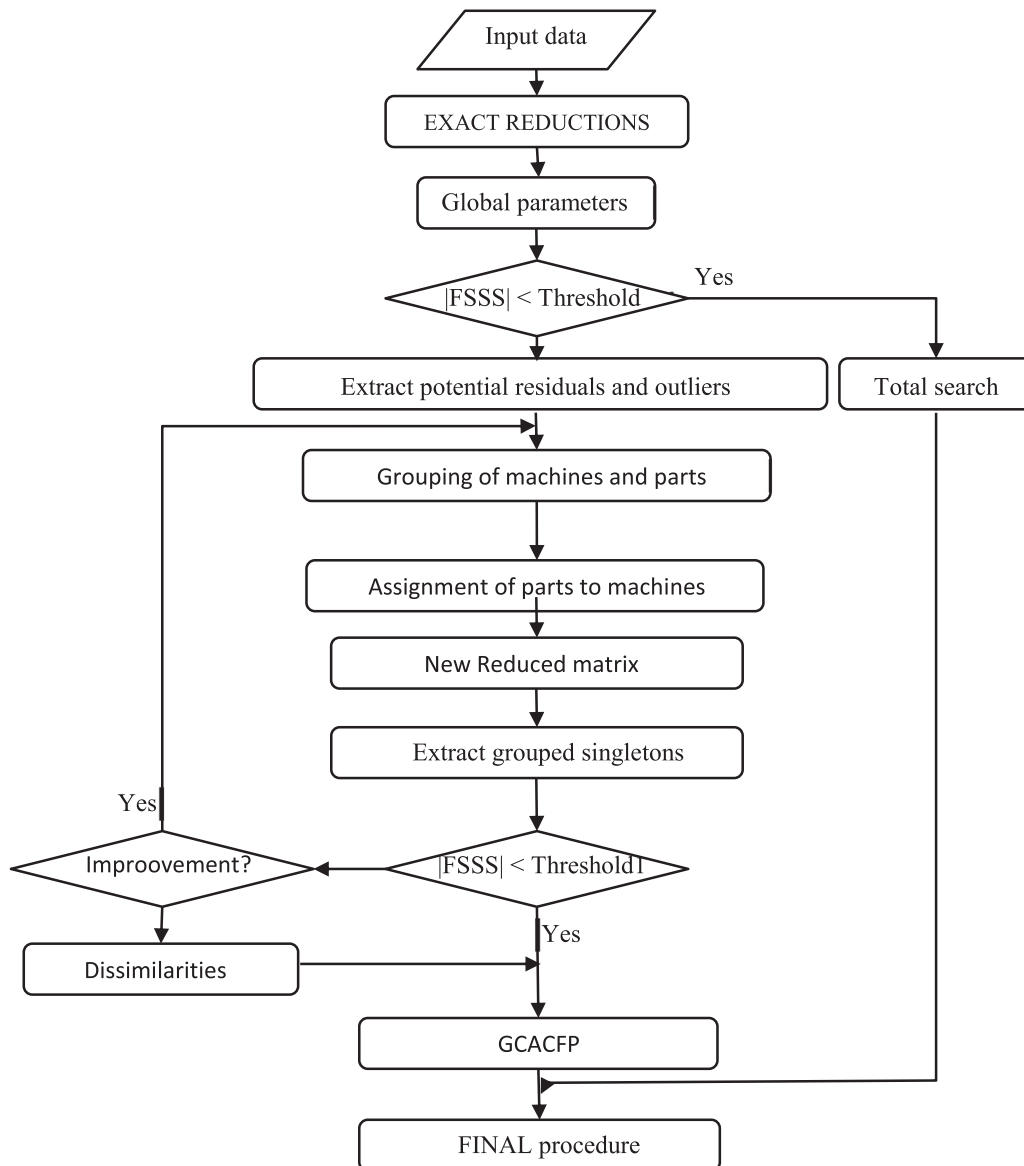 Input data
EXACT REDUCTIONS
Global parameters
|FSSS| < Threshold
Yes
Extract potential residuals and outliers
Total search
Grouping of machines and parts
Assignment of parts to machines
New Reduced matrix
Extract grouped singletons
Yes
Improovement?
|FSSS| < Threshold1
Yes
Dissimilarities
GCACFP
FINAL procedure